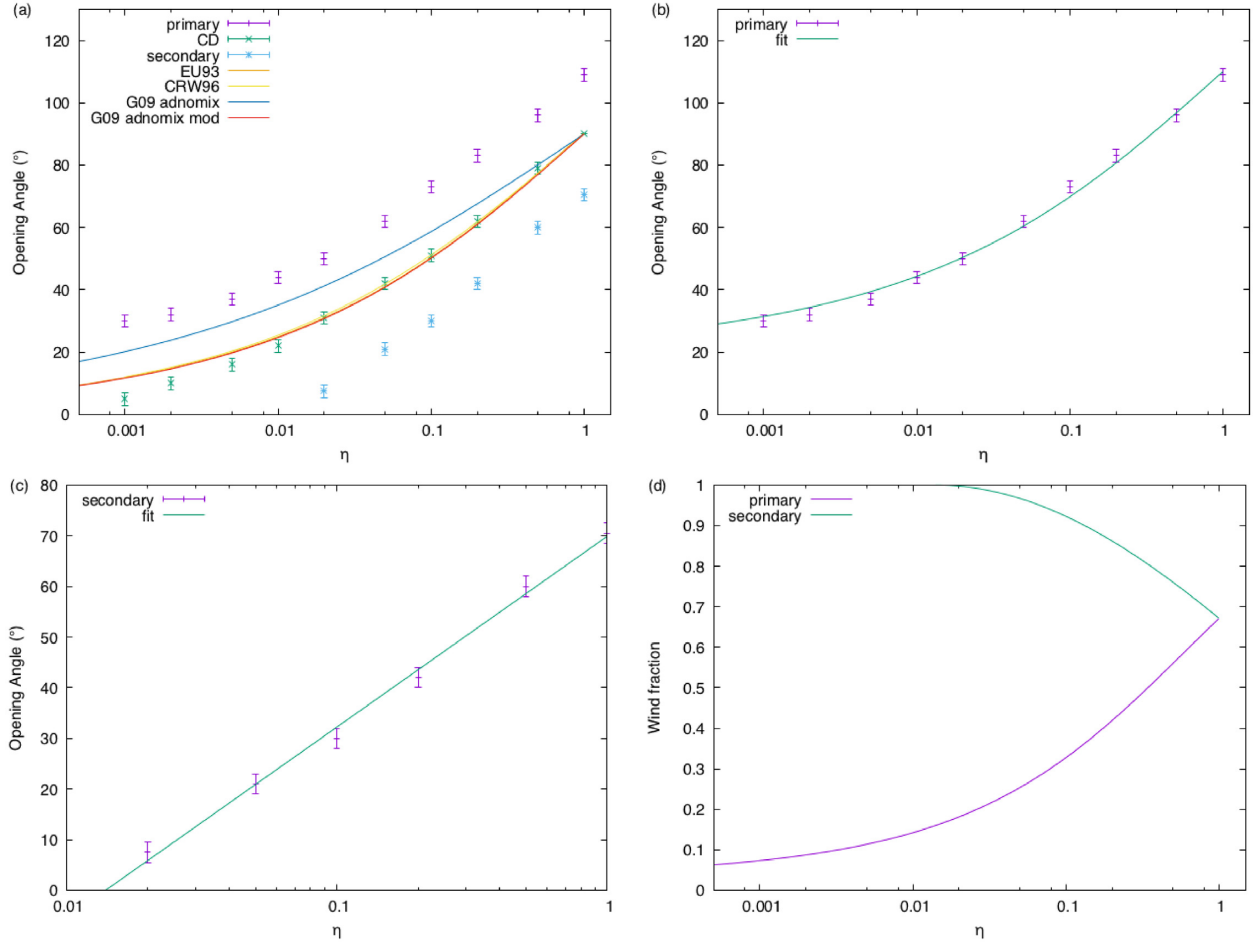 (a)
primary
CD
secondary
EU93
CRW96
G09 adnomix
G09 adnomix mod
Opening Angle (°)
120
100
80
60
40
20
0
0.001 0.01 0.1 1
η
(b)
primary
fit
Opening Angle (°)
120
100
80
60
40
20
0
0.001 0.01 0.1 1
η
(c)
secondary
fit
Opening Angle (°)
80
70
60
50
40
30
20
10
0
0.01 0.1 1
η
(d)
primary
secondary
Wind fraction
1
0.9
0.8
0.7
0.6
0.5
0.4
0.3
0.2
0.1
0
0.001 0.01 0.1 1
η